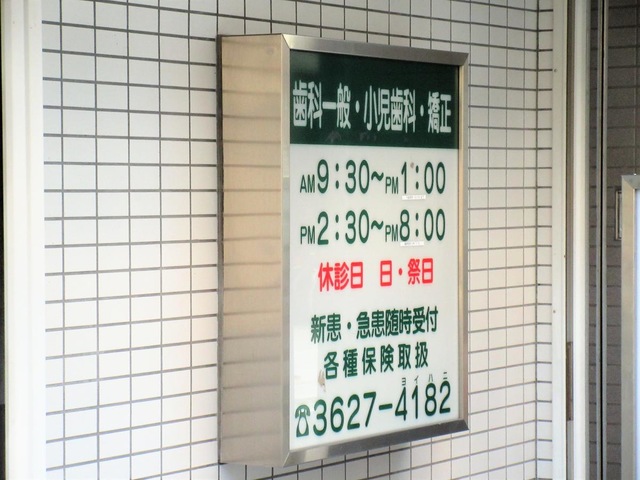 歯科一般・小児歯科・矯正
AM9:30~PM1:00
PM2:30~PM8:00
休診日 日・祭日
新患・急患随時受付
各種保険取扱
ヨイハニ
☎3627-4182